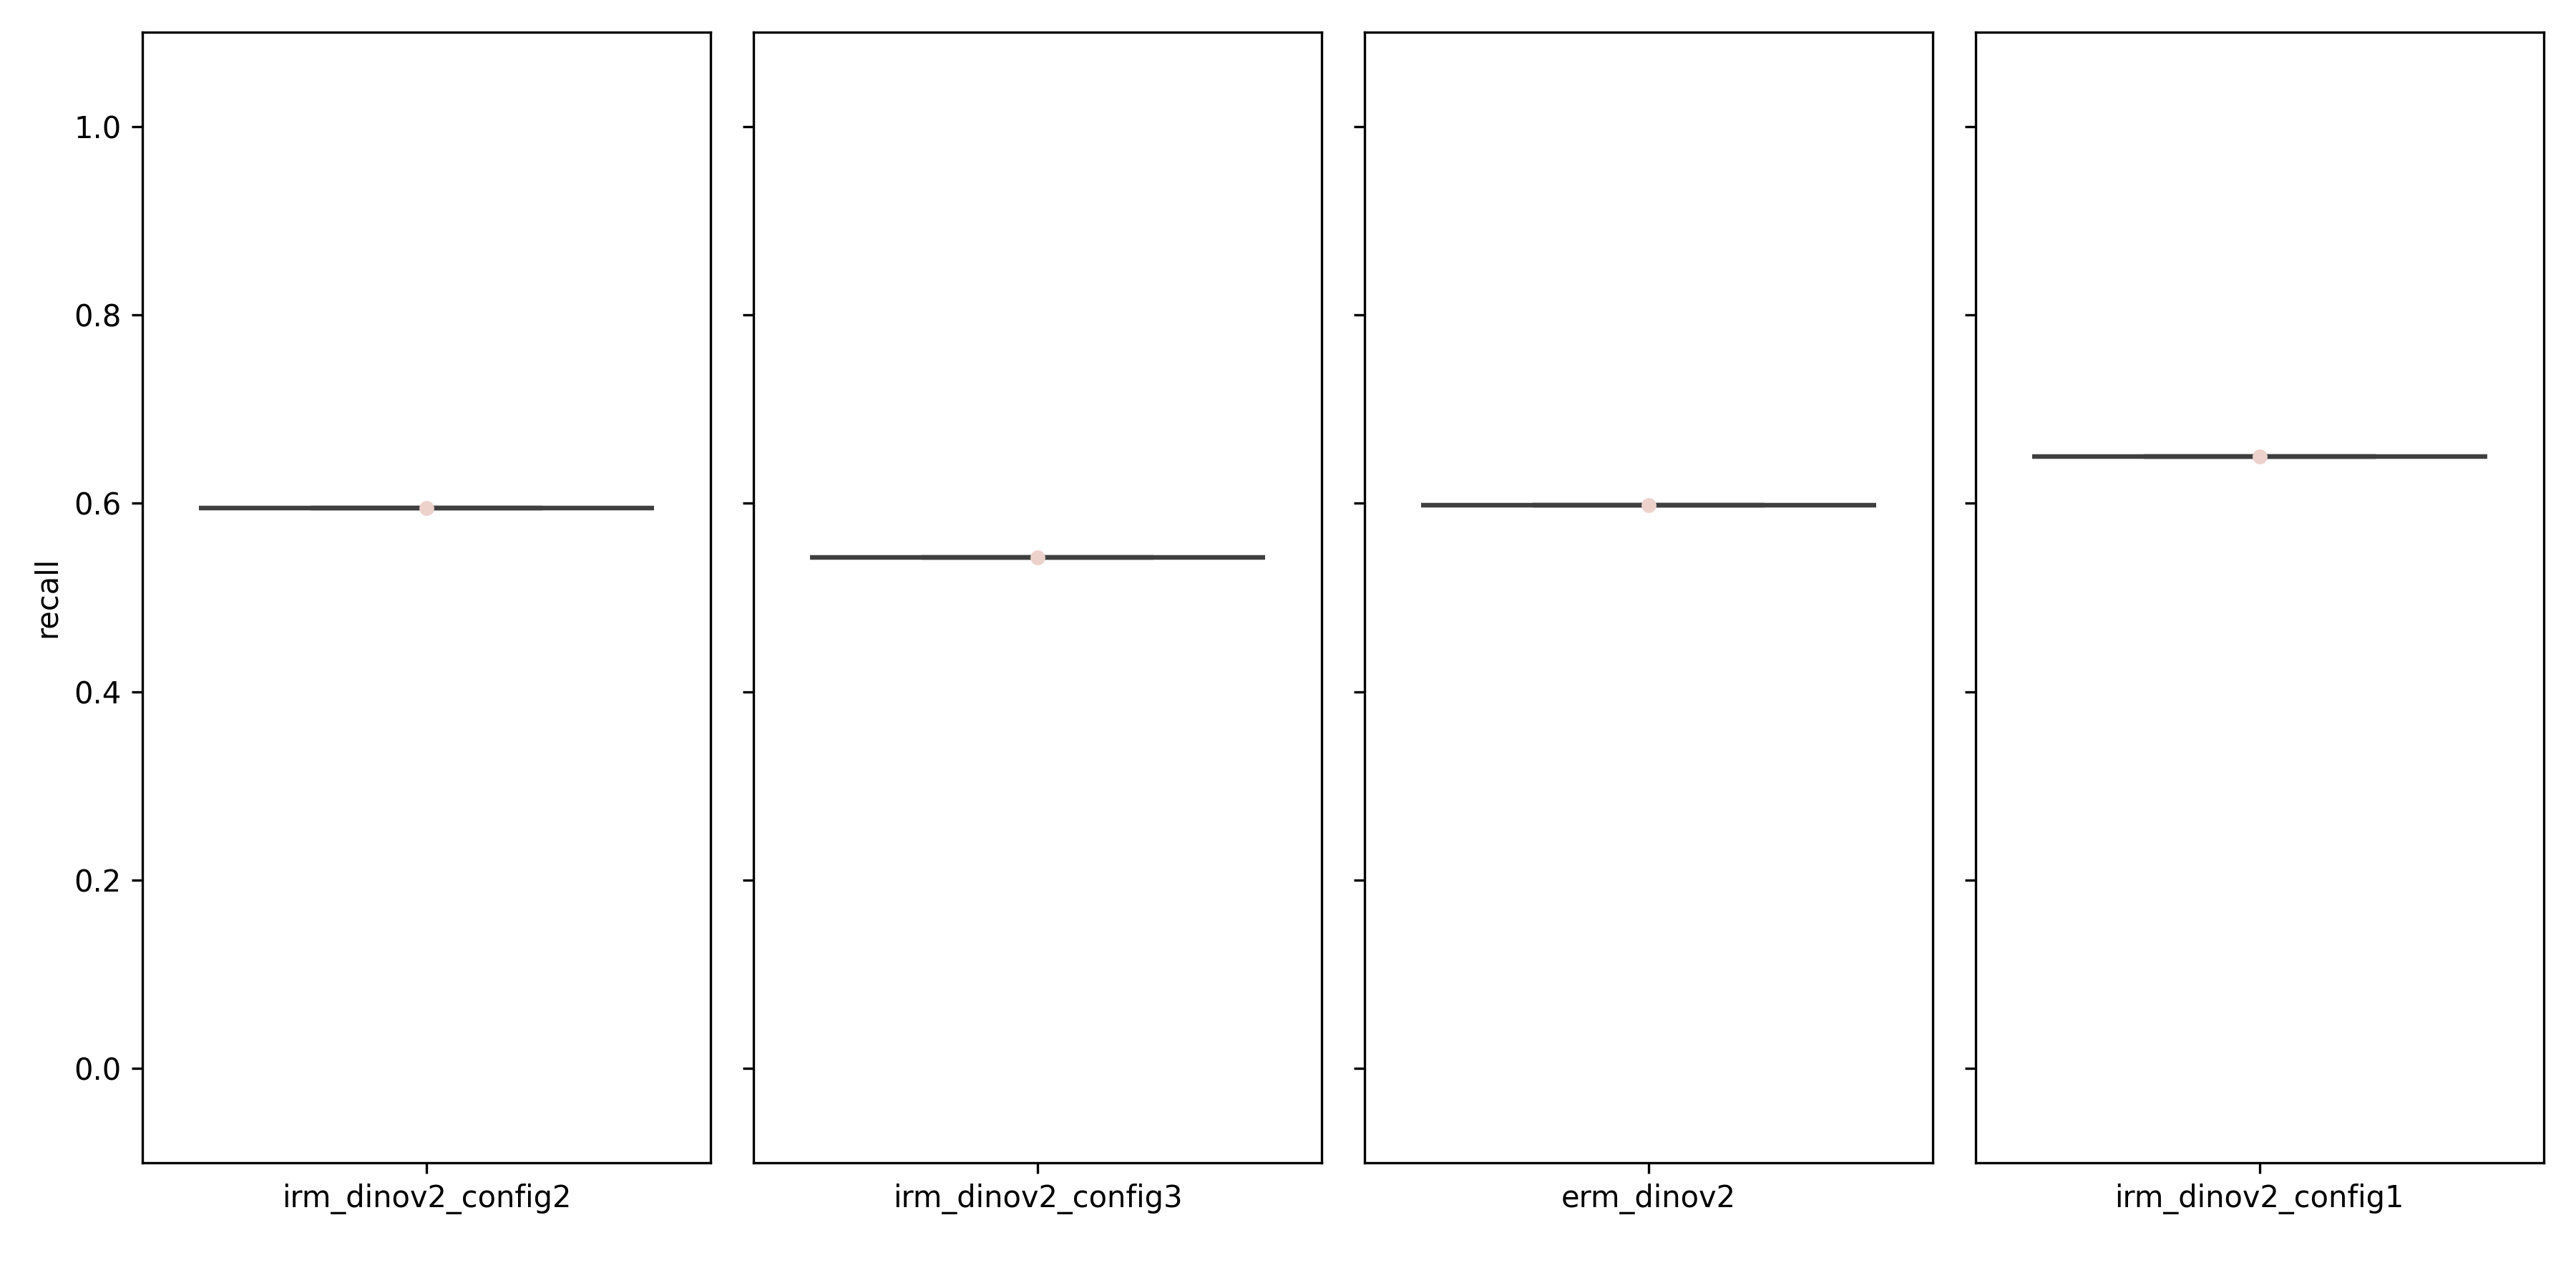 1.0
0.8
0.6
0.4
0.2
0.0
recall
irm_dinov2_config2
irm_dinov2_config3
erm_dinov2
irm_dinov2_config1